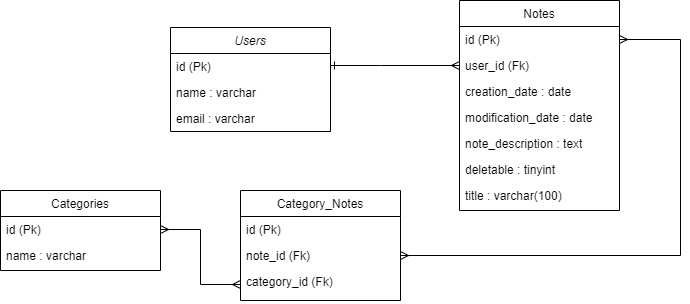 Users
id (Pk)
name : varchar
email : varchar
Notes
id (Pk)
user_id (Fk)
creation_date : date
modification_date : date
note_description : text
deletable : tinyint
title : varchar(100)
Categories
id (Pk)
name : varchar
Category_Notes
id (Pk)
note_id (Fk)
category_id (Fk)